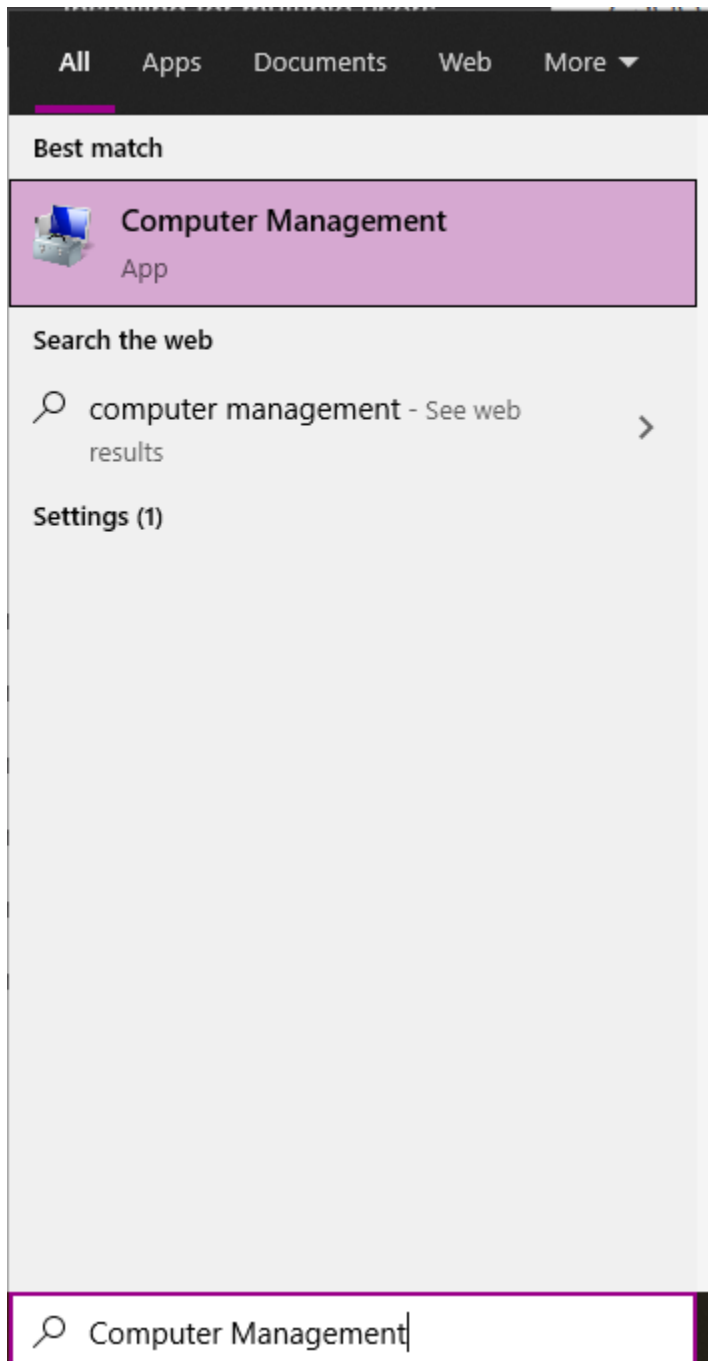 All Apps Documents Web More
Best match
Computer Management
App
Search the web
computer management - See web
results
Settings (1)
Computer Management